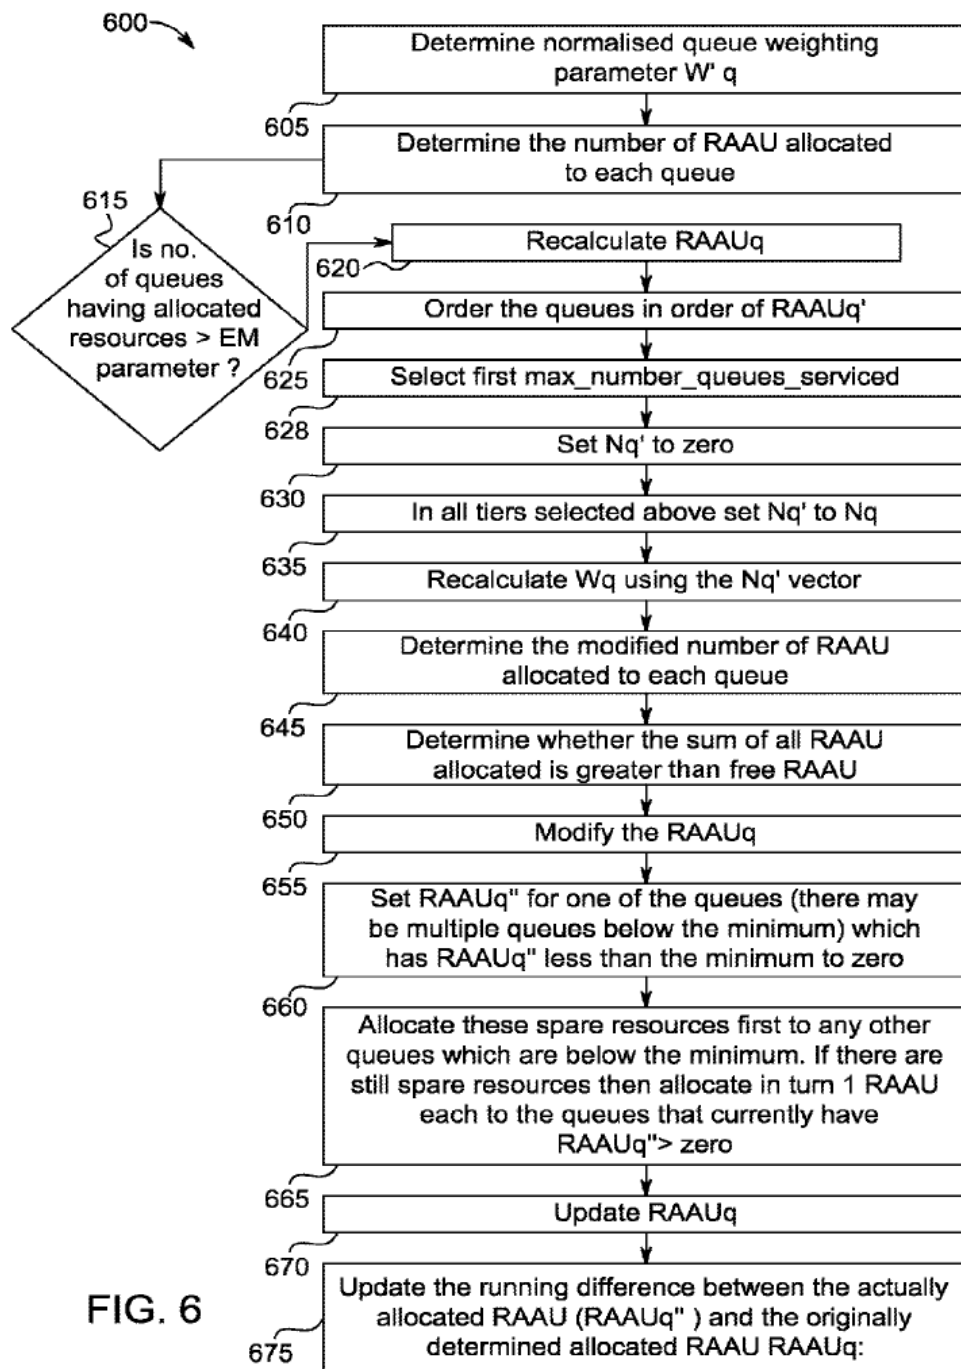 600
Determine normalised queue weighting
parameter W' q
605
Determine the number of RAAU allocated
to each queue
610
615
Is no.
of queues
having allocated
resources > EM
parameter ?
Recalculate RAAUq
620
Order the queues in order of RAAUq'
625
Select first max_number_queues_serviced
628
Set Nq' to zero
630
In all tiers selected above set Nq' to Nq
635
Recalculate Wq using the Nq' vector
640
Determine the modified number of RAAU
allocated to each queue
645
Determine whether the sum of all RAAU
allocated is greater than free RAAU
650
Modify the RAAUq
655
Set RAAUq" for one of the queues (there may
be multiple queues below the minimum) which
has RAAUq" less than the minimum to zero
660
Allocate these spare resources first to any other
queues which are below the minimum. If there are
still spare resources then allocate in turn 1 RAAU
each to the queues that currently have
RAAUq"> zero
665
Update RAAUq
670
Update the running difference between the actually
allocated RAAU (RAAUq" ) and the originally
determined allocated RAAU RAAUq:
675
FIG. 6